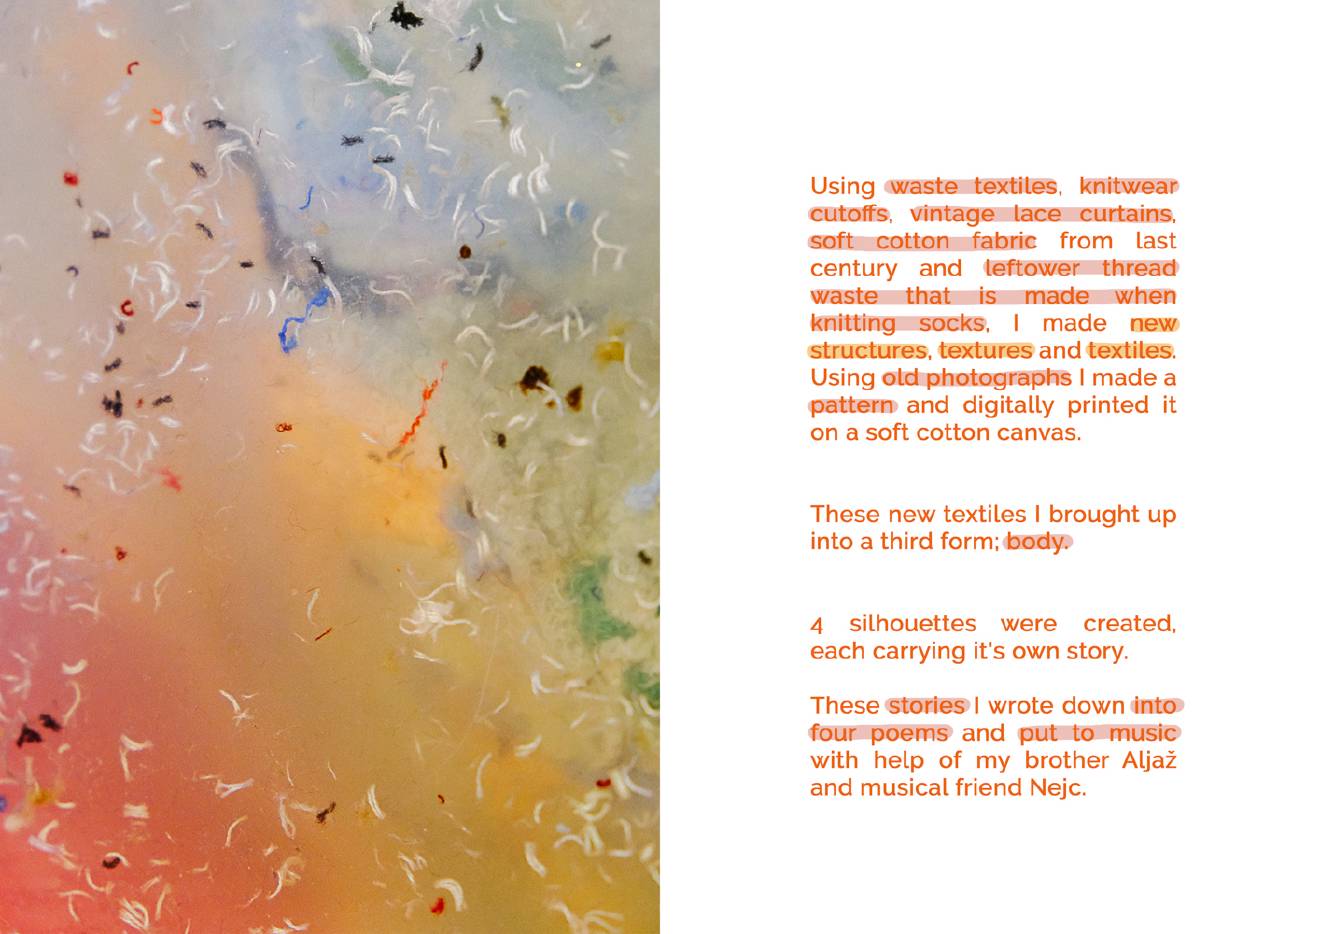 Using waste textiles, knitwear
cutoffs, vintage lace curtains,
soft cotton fabric from last
century and leftower thread
waste that is made when
knitting socks, I made new
structures, textures and textiles.
Using old photographs I made a
pattern and digitally printed it
on a soft cotton canvas.
These new textiles I brought up
into a third form; body.
4 silhouettes were created,
each carrying it's own story.
These stories I wrote down into
four poems and put to music
with help of my brother Aljaž
and musical friend Nejc.